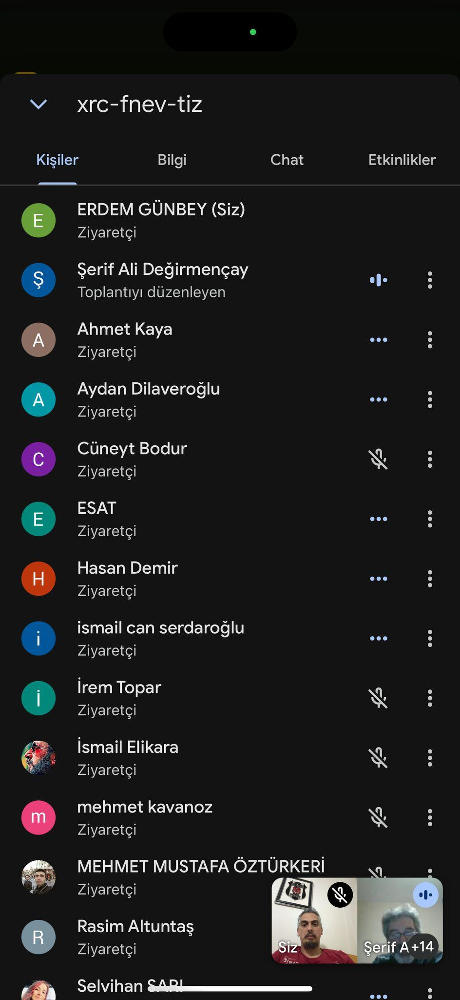 xrc-fnev-tiz
Kişiler Bilgi Chat Etkinlikler
E ERDEM GÜNBEY (Siz)
Ziyaretçi
Ş Şerif Ali Değirmençay
Toplantıyı düzenleyen
A Ahmet Kaya
Ziyaretçi
A Aydan Dilaveroğlu
Ziyaretçi
C Cüneyt Bodur
Ziyaretçi
E ESAT
Ziyaretçi
H Hasan Demir
Ziyaretçi
i ismail can serdaroğlu
Ziyaretçi
İ İrem Topar
Ziyaretçi
İsmail Elikara
Ziyaretçi
m mehmet kavanoz
Ziyaretçi
MEHMET MUSTAFA ÖZTÜRKERİ
Ziyaretçi
R Rasim Altuntaş
Ziyaretçi
Siz Şerif A +14
Selvihan SARI